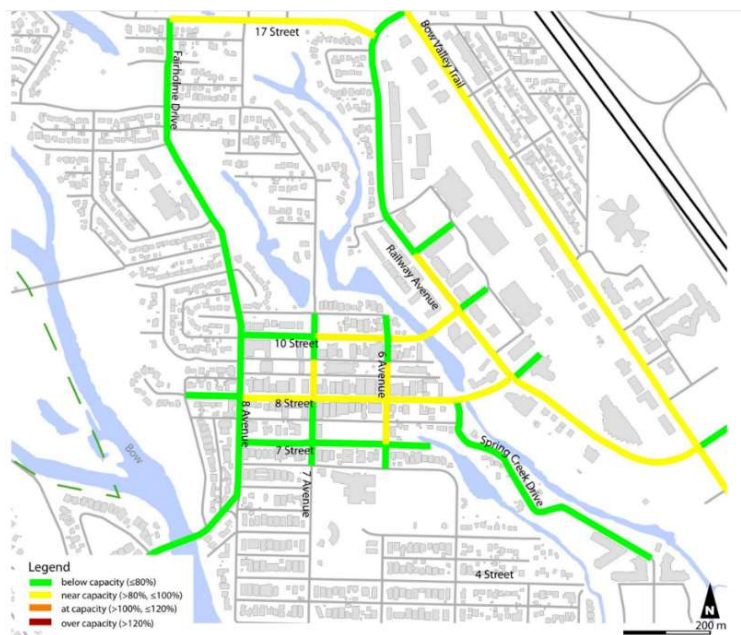 17 Street
Fairholme Drive
Bow Valley Trail
Railway Avenue
10 Street
6 Avenue
8 Street
8 Avenue
7 Street
Bow
Spring Creek Drive
7 Avenue
4 Street
Legend
below capacity (≤80%)
near capacity (>80%, ≤100%)
at capacity (>100%, ≤120%)
over capacity (>120%)
N
200 m